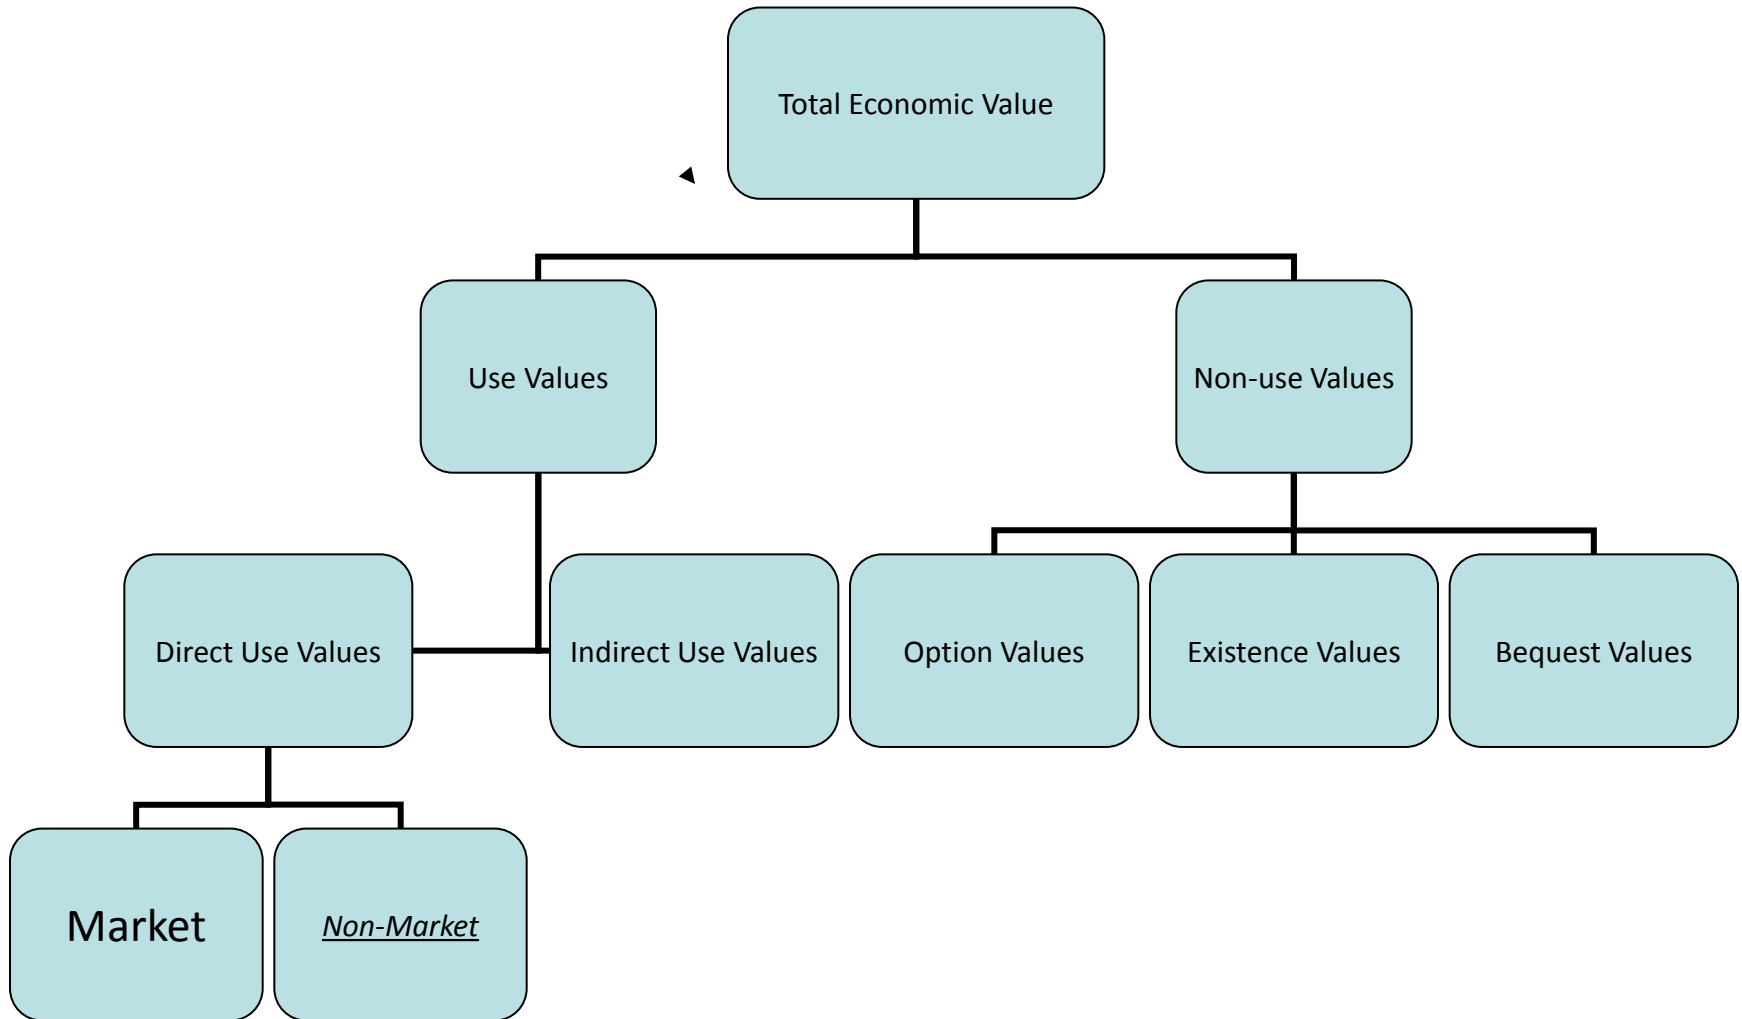 Total Economic Value
Use Values
Non-use Values
Direct Use Values
Indirect Use Values
Option Values
Existence Values
Bequest Values
Market
Non-Market